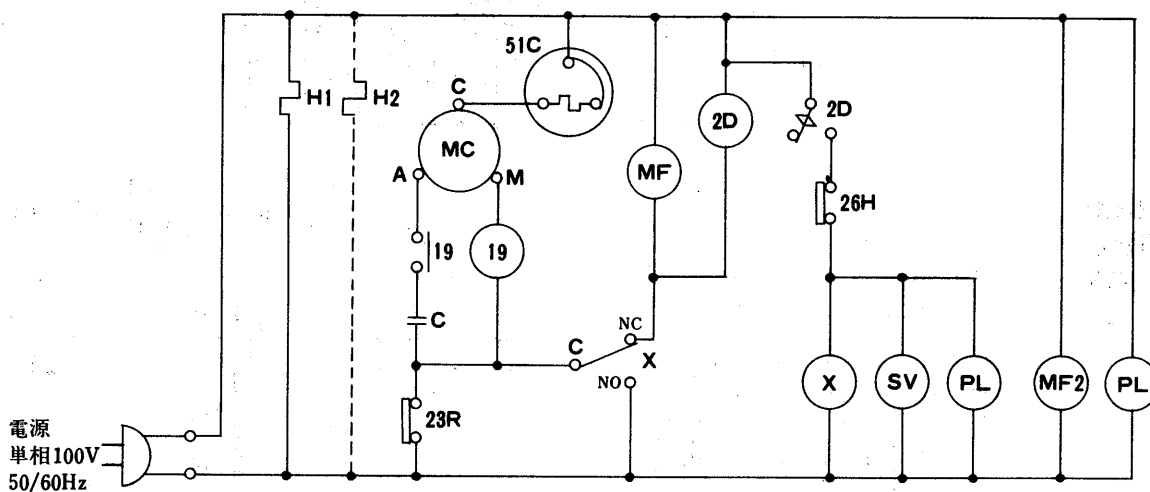 51C
H1
H2
C
MC
A
M
19
19
C
C
NC
X
NO
23R
MF
2D
2D
26H
X
SV
PL
MF2
PL
電源
単相100V
50/60Hz